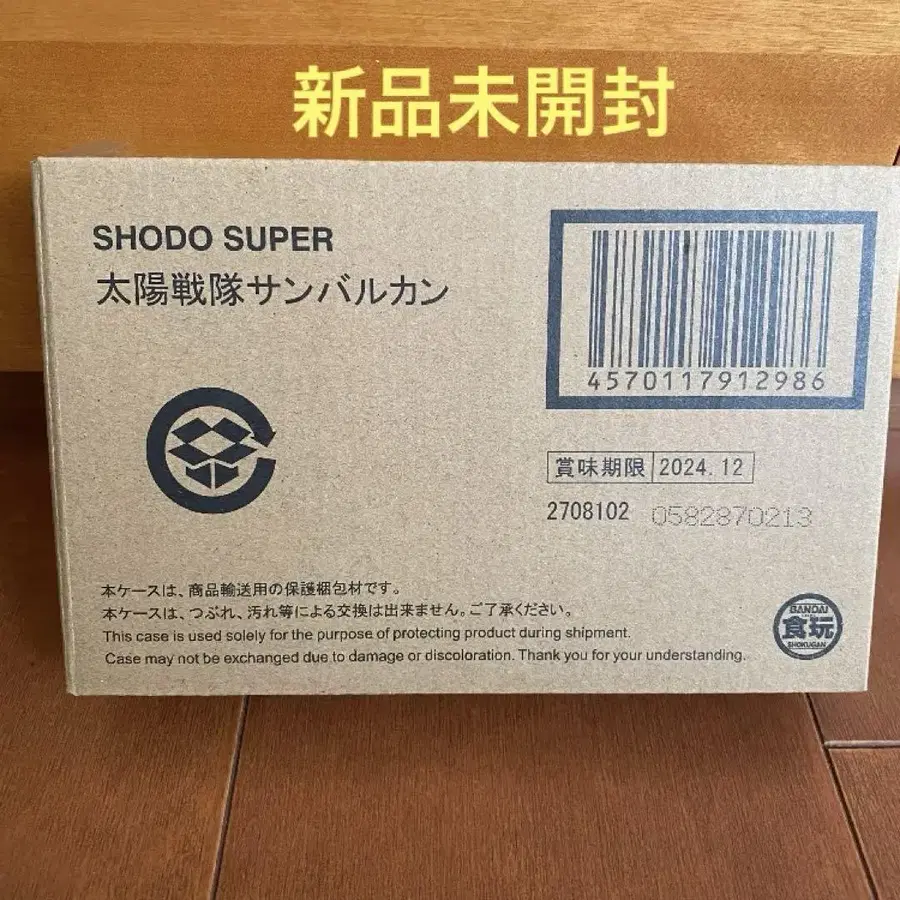 新品未開封
SHODO SUPER
太陽戦隊サンバルカン
4570117912986
賞味期限 2024.12
2708102 0582870213
本ケースは、商品輸送用の保護梱包材です。
本ケースは、つぶれ、汚れ等による交換は出来ません。ご了承ください。
This case is used solely for the purpose of protecting product during shipment.
Case may not be exchanged due to damage or discoloration. Thank you for your understanding.
BANDAI
食玩
SHOKUGAN